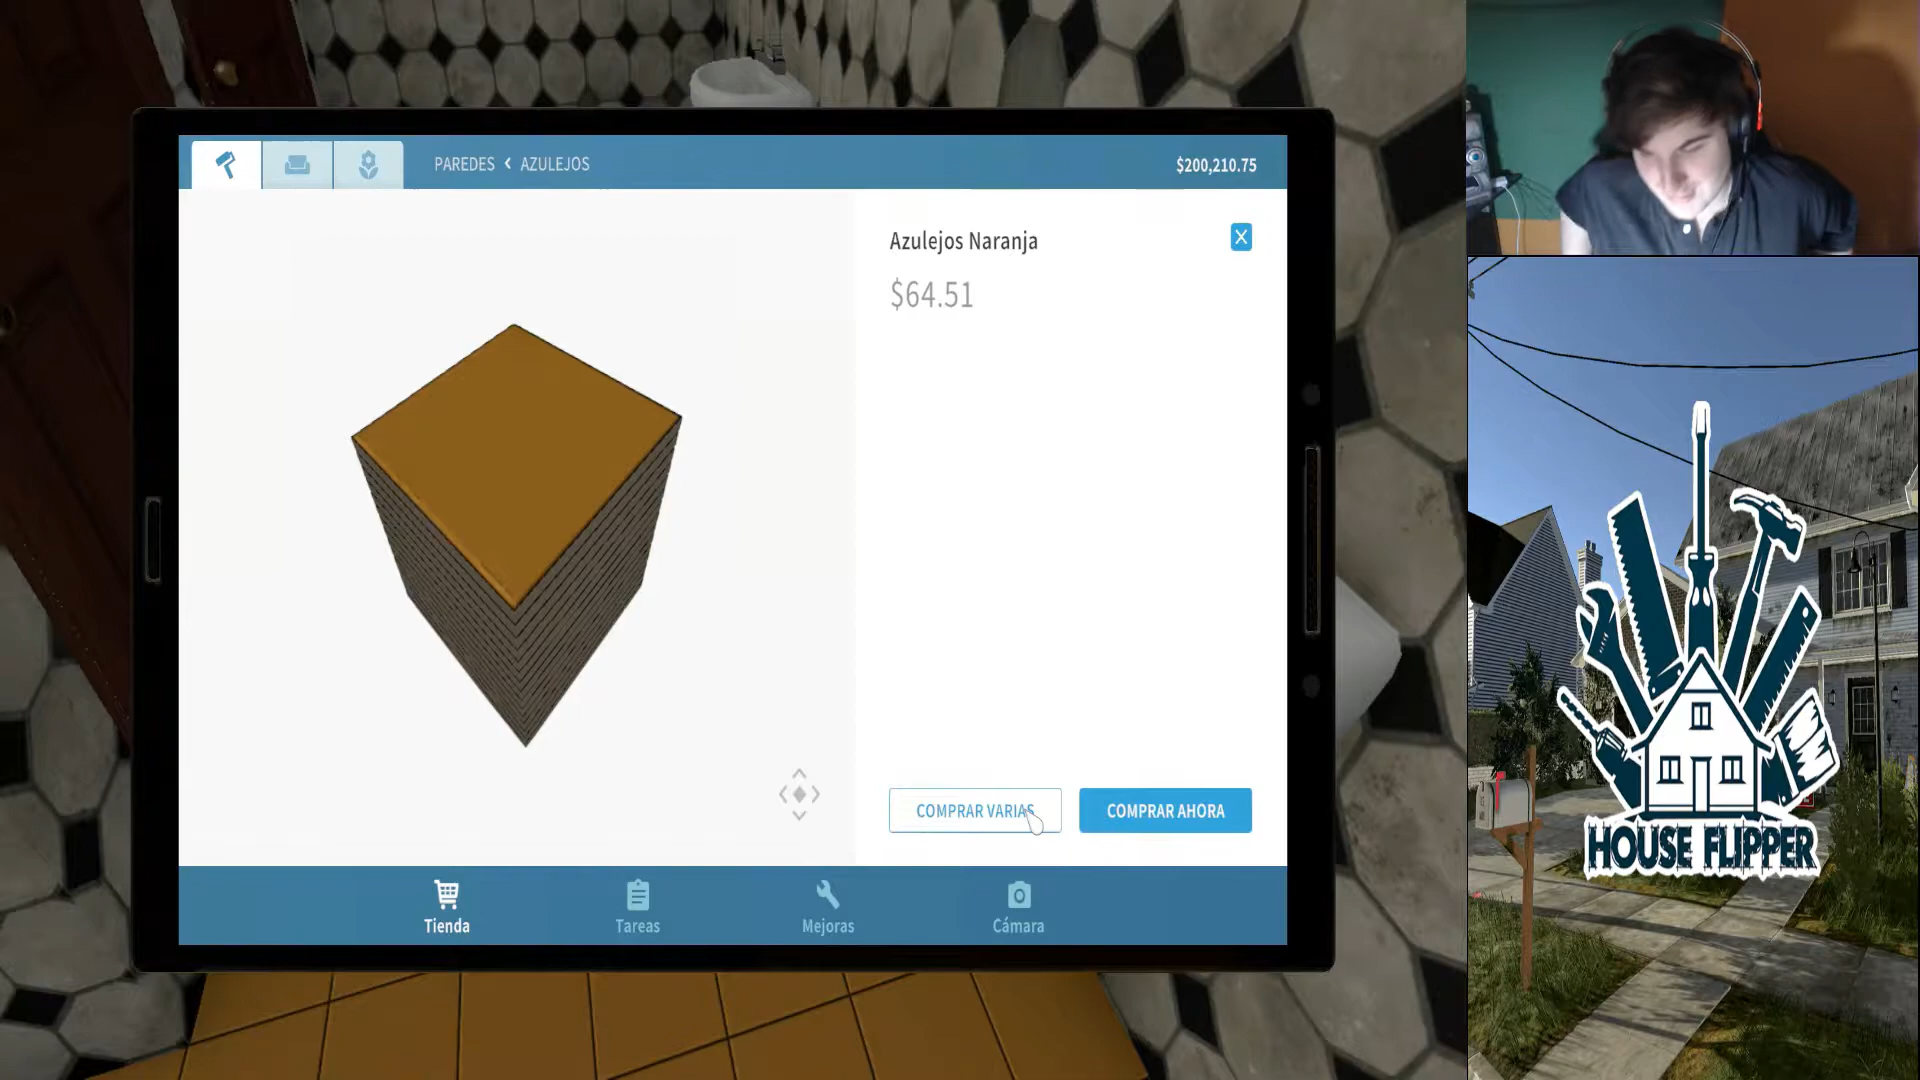 PAREDES < AZULEJOS
$200,210.75
Azulejos Naranja
X
$64.51
COMPRAR VARIAS
COMPRAR AHORA
Tienda
Tareas
Mejoras
Cámara
HOUSE FLIPPER